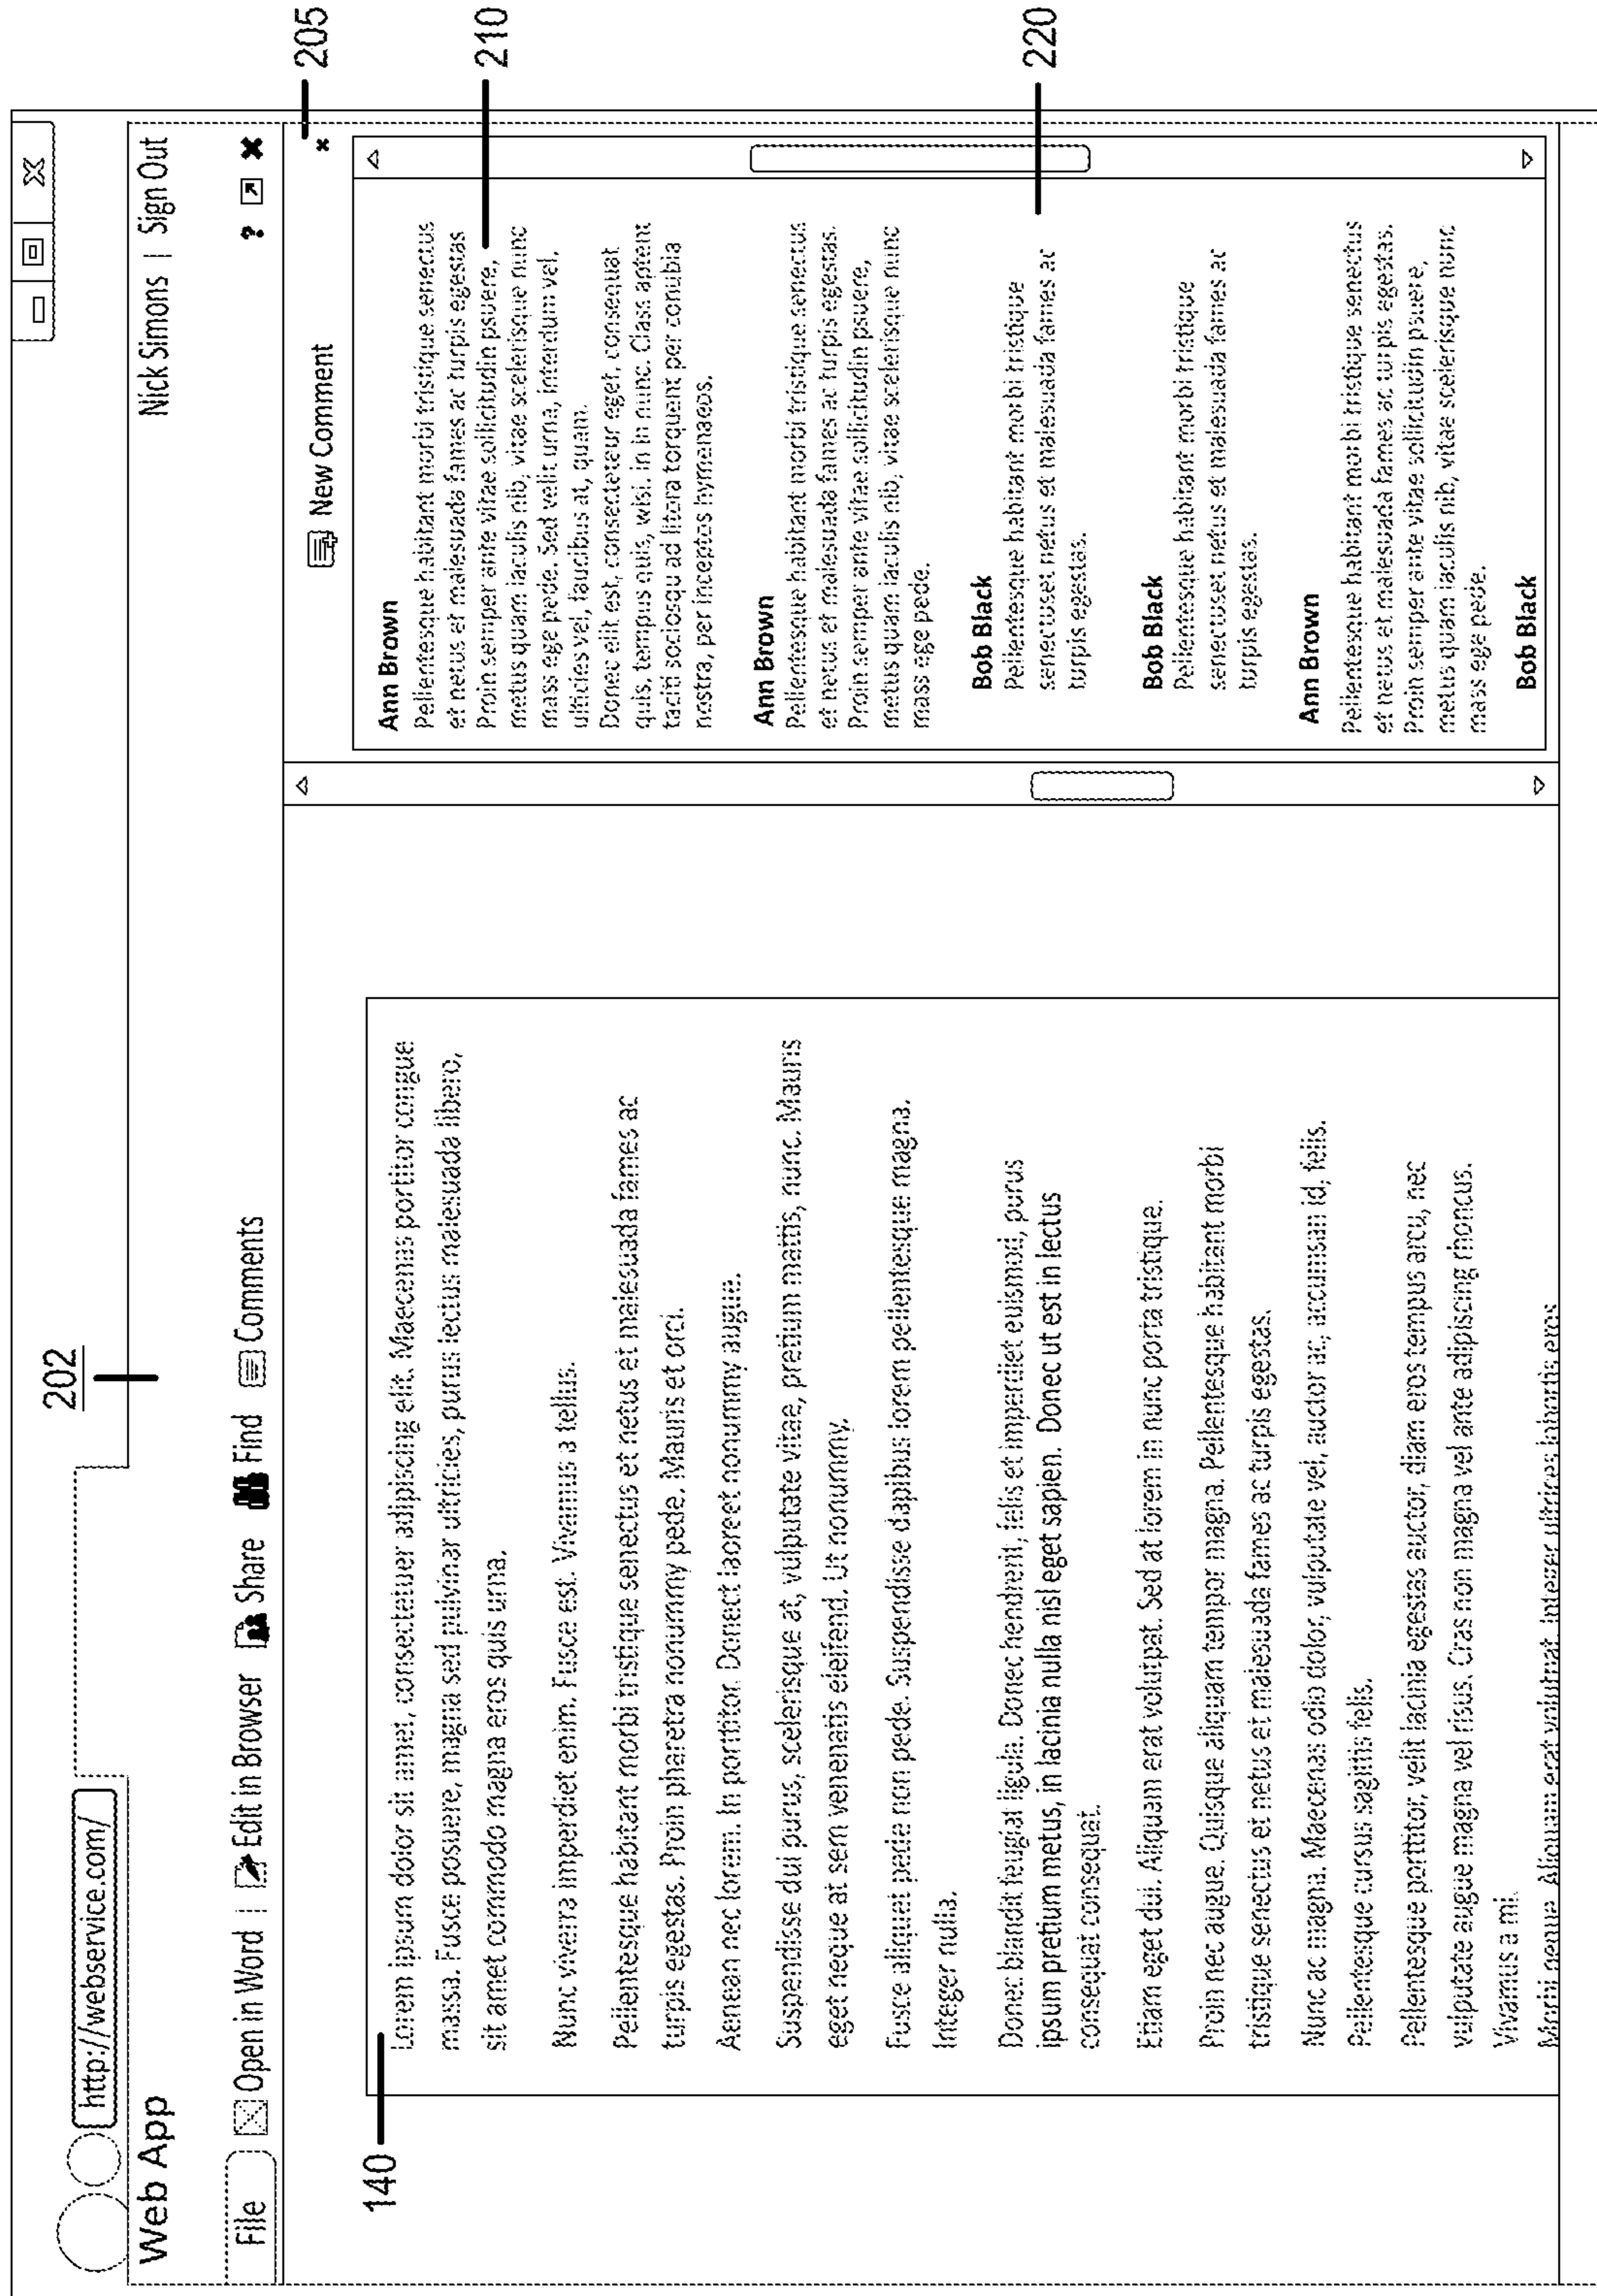 202
http://webservice.com/
Web App
Nick Simons | Sign Out
File Open in Word | Edit in Browser Share Find Comments
?
205
New Comment
140
Lorem ipsum dolor sit amet, consectetuer adipiscing elit. Maecenas portitor congue
massa. Fusce posuere, magna sed pulvinar ultricies, purus lectus malesuada libero,
sit amet commodo magna eros quis urna.
Nunc viverra imperdiet enim. Fusce est. Vivamus a tellus.
Pellentesque habitant morbi tristique senectus et netus et malesuada fames ac
turpis egestas. Proin pharetra nonummy pede. Mauris et orci.
Aenean nec lorem. In porttitor. Donect laoreet nonummy augue.
Suspendisse dui purus, scelerisque at, vulputate vitae, pretium mattis, nunc. Mauris
eget neque at sem venenatis eleifend. Ut nonummy.
Fusce aliquet pede non pede. Suspendisse dapibus lorem pellentesque magna.
Integer nulla.
Donec blandit feugiat ligula. Donec hendrerit, felis et imperdiet euismod, purus
ipsum pretium metus, in lacinia nulla nisl eget sapien. Donec ut est in lectus
consequat consequat.
Etiam eget dui. Aliquam erat volutpat. Sed at lorem in nunc porta tristique.
Proin nec augue. Quisque aliquam tempor magna. Pellentesque habitant morbi
tristique senectus et netus et malesuada fames ac turpis egestas.
Nunc ac magna. Maecenas odio dolor, vulputate vel, auctor ac, accumsan id, felis.
Pellentesque cursus sagittis felis.
Pellentesque porttitor, velit lacinia egestas auctor, diam eros tempus arcu, nec
vulputate augue magna vel risus. Cras non magna vel ante adipiscing rhoncus.
Vivamus a mi.
Morbi neque. Aliquam erat volutpat. Integer ultrices lobortis eros
Ann Brown
Pellentesque habitant morbi tristique senectus
et netus et malesuada fames ac turpis egestas
Proin semper ante vitae sollicitudin psuere,
210
metus quam iaculis nib, vitae scelerisque nunc
mass ege pede. Sed velit urna, interdum vel,
ultricies vel, faucibus at, quam.
Donec elit est, consecteteur eget, consequat
quis, tempus quis, wisi. in in nunc. Class aptent
taciti sociosqu ad litora torquent per conubia
nostra, per inceptos hymenaeos.
Ann Brown
Pellentesque habitant morbi tristique senectus
et netus et malesuada fames ac turpis egestas.
Proin semper ante vitae sollicitudin psuere,
metus quam iaculis nib, vitae scelerisque nunc
mass ege pede.
Bob Black
Pellentesque habitant morbi tristique
220
senectuset netus et malesuada fames ac
turpis egestas.
Bob Black
Pellentesque habitant morbi tristique
senectuset netus et malesuada fames ac
turpis egestas.
Ann Brown
Pellentesque habitant morbi tristique senectus
et netus et malesuada fames ac turpis egestas.
Proin semper ante vitae sollicitudin psuere,
metus quam iaculis nib, vitae scelerisque nunc
mass ege pede.
Bob Black